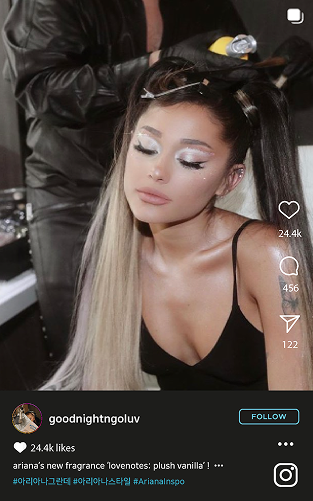 24.4k
456
122
goodnightngoluv
FOLLOW
24.4k likes
ariana's new fragrance 'lovenotes: plush vanilla' ! •••
#아리아나그란데 #아리아나스타일 #ArianaInspo